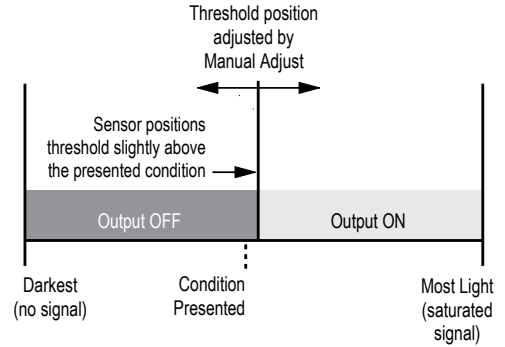 Threshold position
adjusted by
Manual Adjust
Sensor positions
threshold slightly above
the presented condition
Output OFF
Output ON
Darkest
(no signal)
Condition
Presented
Most Light
(saturated
signal)